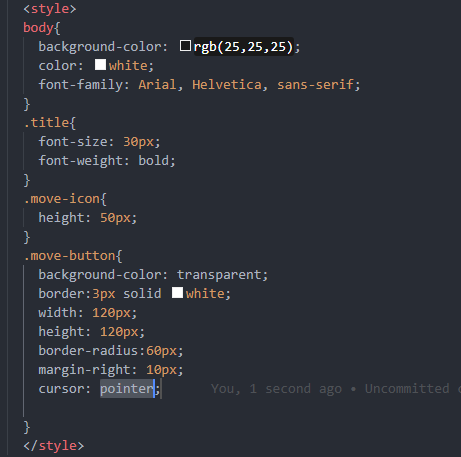 <style>
body{
background-color: rgb(25,25,25);
color: white;
font-family: Arial, Helvetica, sans-serif;
}
.title{
font-size: 30px;
font-weight: bold;
}
.move-icon{
height: 50px;
}
.move-button{
background-color: transparent;
border:3px solid white;
width: 120px;
height: 120px;
border-radius:60px;
margin-right: 10px;
cursor: pointer; You, 1 second ago • Uncommitted c
}
</style>